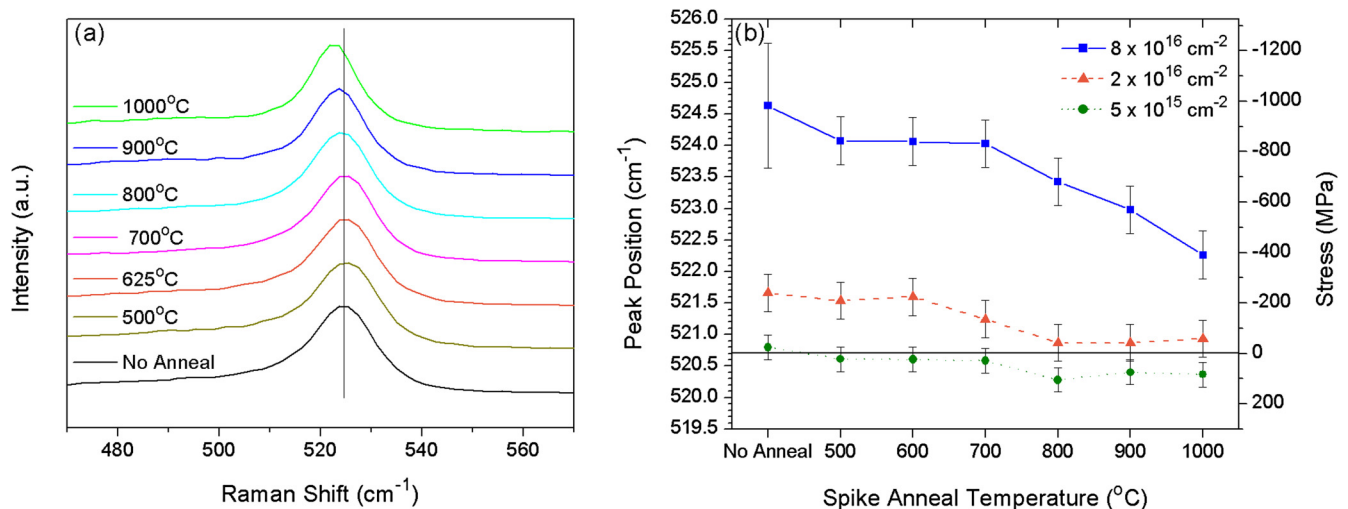 (a)
Intensity (a.u.)
1000°C
900°C
800°C
700°C
625°C
500°C
No Anneal
480 500 520 540 560
Raman Shift (cm⁻¹)
(b)
8 x 10¹⁶ cm⁻²
2 x 10¹⁶ cm⁻²
5 x 10¹⁵ cm⁻²
Peak Position (cm⁻¹)
526.0
525.5
525.0
524.5
524.0
523.5
523.0
522.5
522.0
521.5
521.0
520.5
520.0
519.5
No Anneal 500 600 700 800 900 1000
Spike Anneal Temperature (°C)
-1200
-1000
-800
-600
-400
-200
0
200
Stress (MPa)